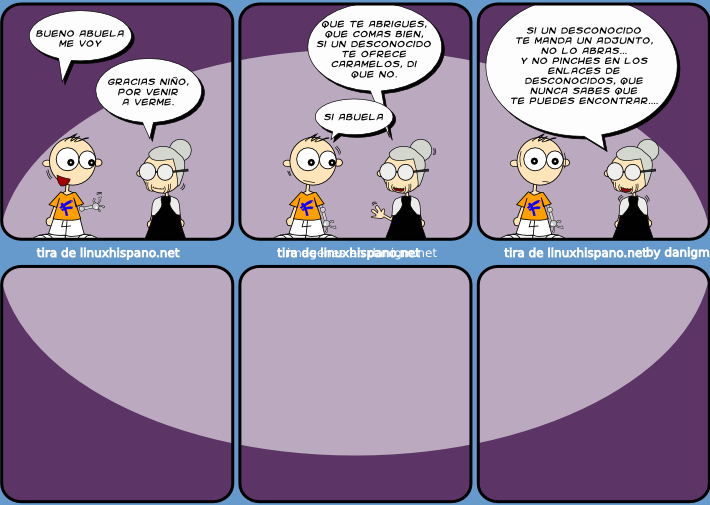 BUENO ABUELA
ME VOY
GRACIAS NIÑO,
POR VENIR
A VERME.
QUE TE ABRIGUES,
QUE COMAS BIEN,
SI UN DESCONOCIDO
TE OFRECE
CARAMELOS, DI
QUE NO.
SI ABUELA
SI UN DESCONOCIDO
TE MANDA UN ADJUNTO,
NO LO ABRAS...
Y NO PINCHES EN LOS
ENLACES DE
DESCONOCIDOS, QUE
NUNCA SABES QUE
TE PUEDES ENCONTRAR....
tira de linuxhispano.net
tira de linuxhispano.net
tira de linuxhispano.net
by danigm